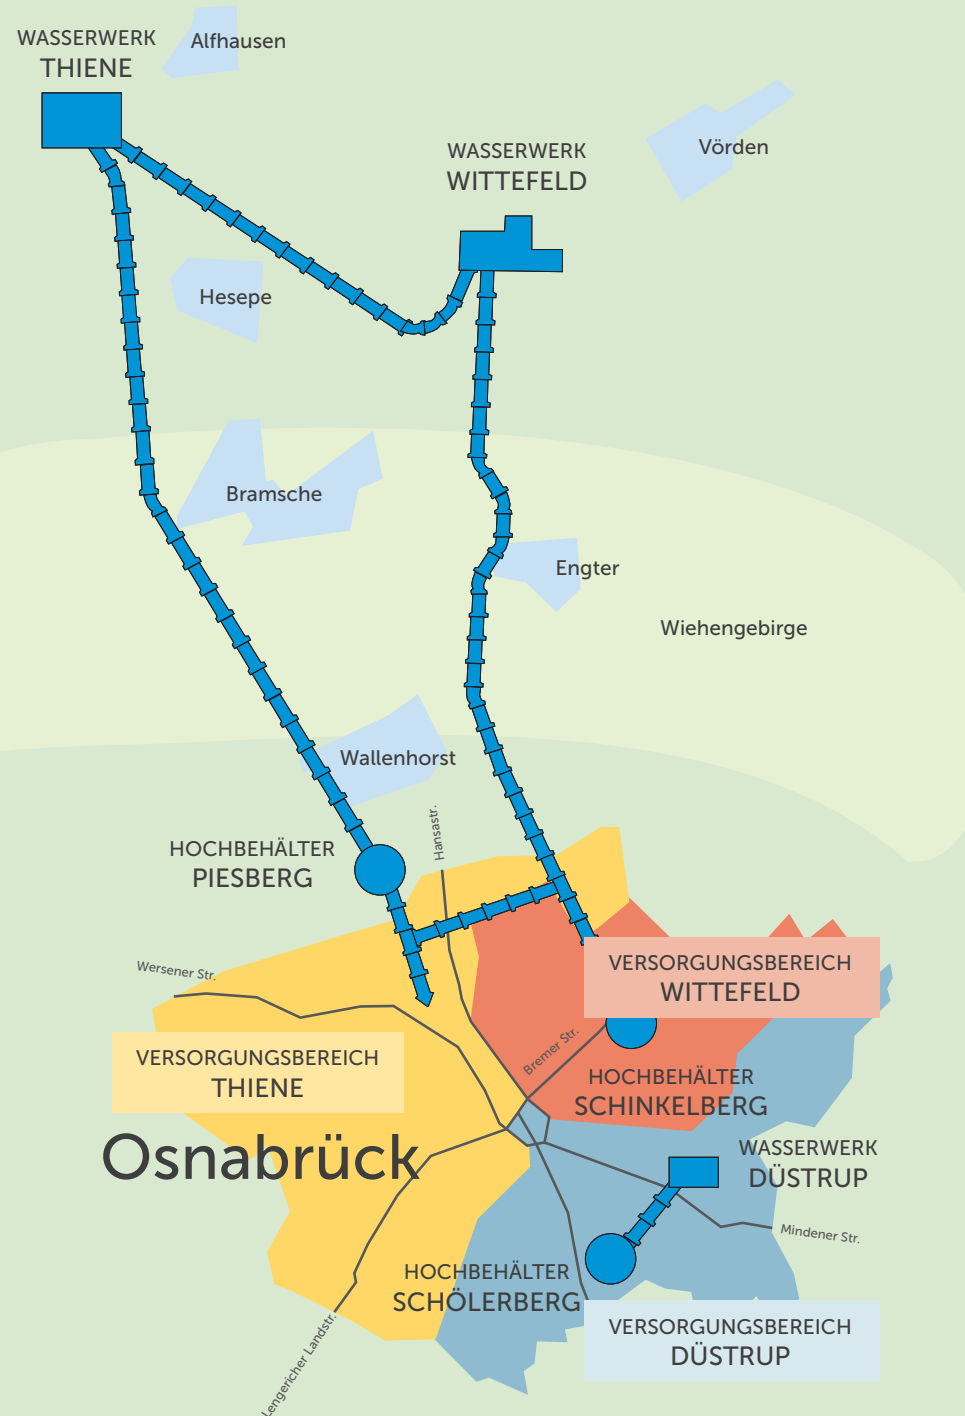 Alfhausen
WASSERWERK
THIENE
WASSERWERK
WITTEFELD
Vörden
Hesepe
Bramsche
Engter
Wiehengebirge
Wallenhorst
Hansastr.
HOCHBEHÄLTER
PIESBERG
Wersener Str.
VERSORGUNGSBEREICH
WITTEFELD
VERSORGUNGSBEREICH
THIENE
Bremer Str.
HOCHBEHÄLTER
SCHINKELBERG
Osnabrück
WASSERWERK
DÜSTRUP
Mindener Str.
HOCHBEHÄLTER
SCHÖLERBERG
Lengericher Landstr.
VERSORGUNGSBEREICH
DÜSTRUP